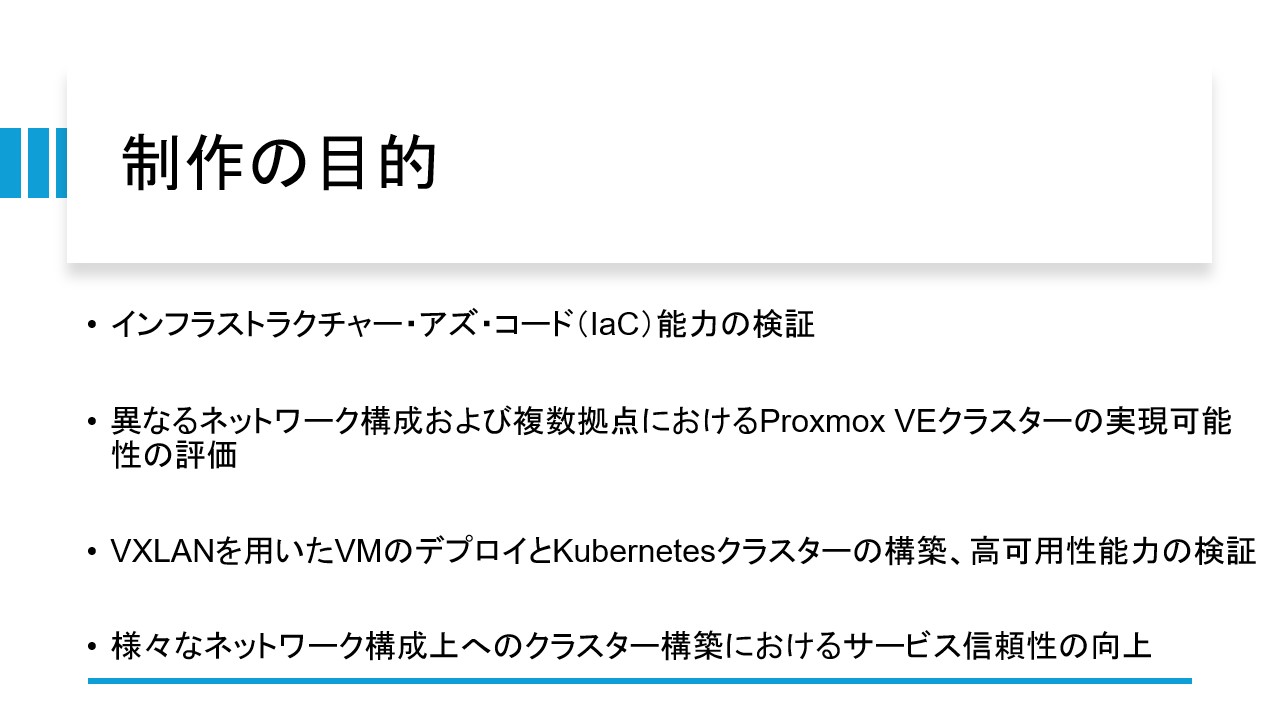 制作の目的
• インフラストラクチャー・アズ・コード（IaC）能力の検証
• 異なるネットワーク構成および複数拠点におけるProxmox VEクラスターの実現可能
性の評価
• VXLANを用いたVMのデプロイとKubernetesクラスターの構築、高可用性能力の検証
• 様々なネットワーク構成上へのクラスター構築におけるサービス信頼性の向上